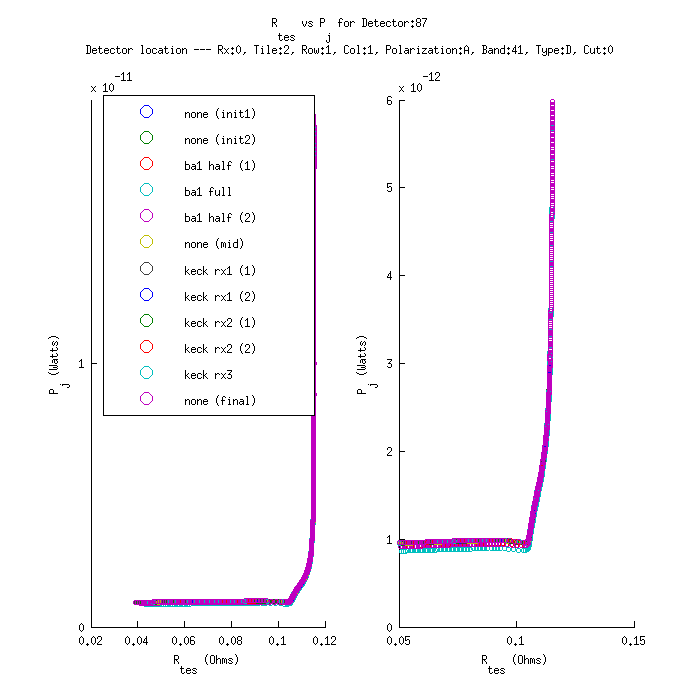 R tes vs P j for Detector:87
Detector location --- Rx:0, Tile:2, Row:1, Col:1, Polarization:A, Band:41, Type:D, Cut:0
x 10 -11
1
0
P j (Watts)
0.02 0.04 0.06 0.08 0.1 0.12
R tes (Ohms)
none (init1)
none (init2)
ba1 half (1)
ba1 full
ba1 half (2)
none (mid)
keck rx1 (1)
keck rx1 (2)
keck rx2 (1)
keck rx2 (2)
keck rx3
none (final)
x 10 -12
6
5
4
3
2
1
0
P j (Watts)
0.05 0.1 0.15
R tes (Ohms)